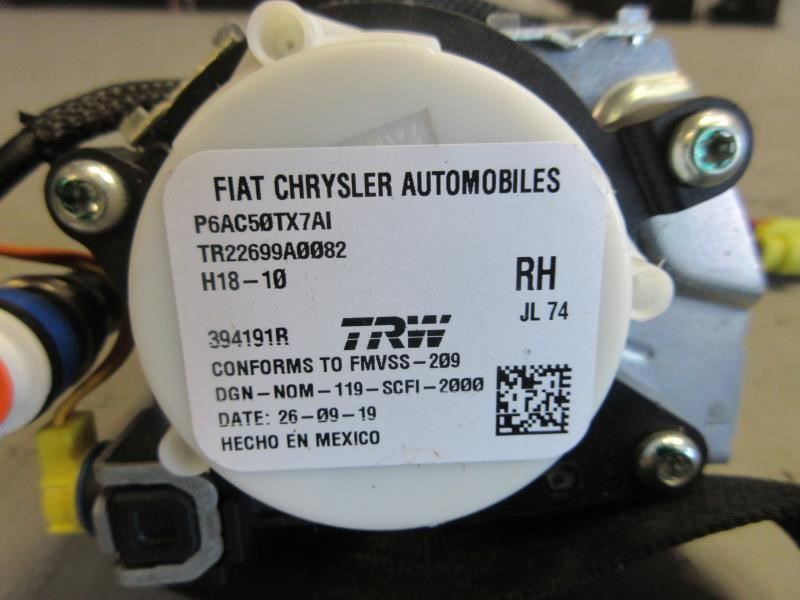 FIAT CHRYSLER AUTOMOBILES
P6AC50TX7AI
TR22699A0082
H18-10
RH
JL 74
394191R
TRW
CONFORMS TO FMVSS-209
DGN-NOM-119-SCFI-2000
DATE: 26-09-19
HECHO EN MEXICO